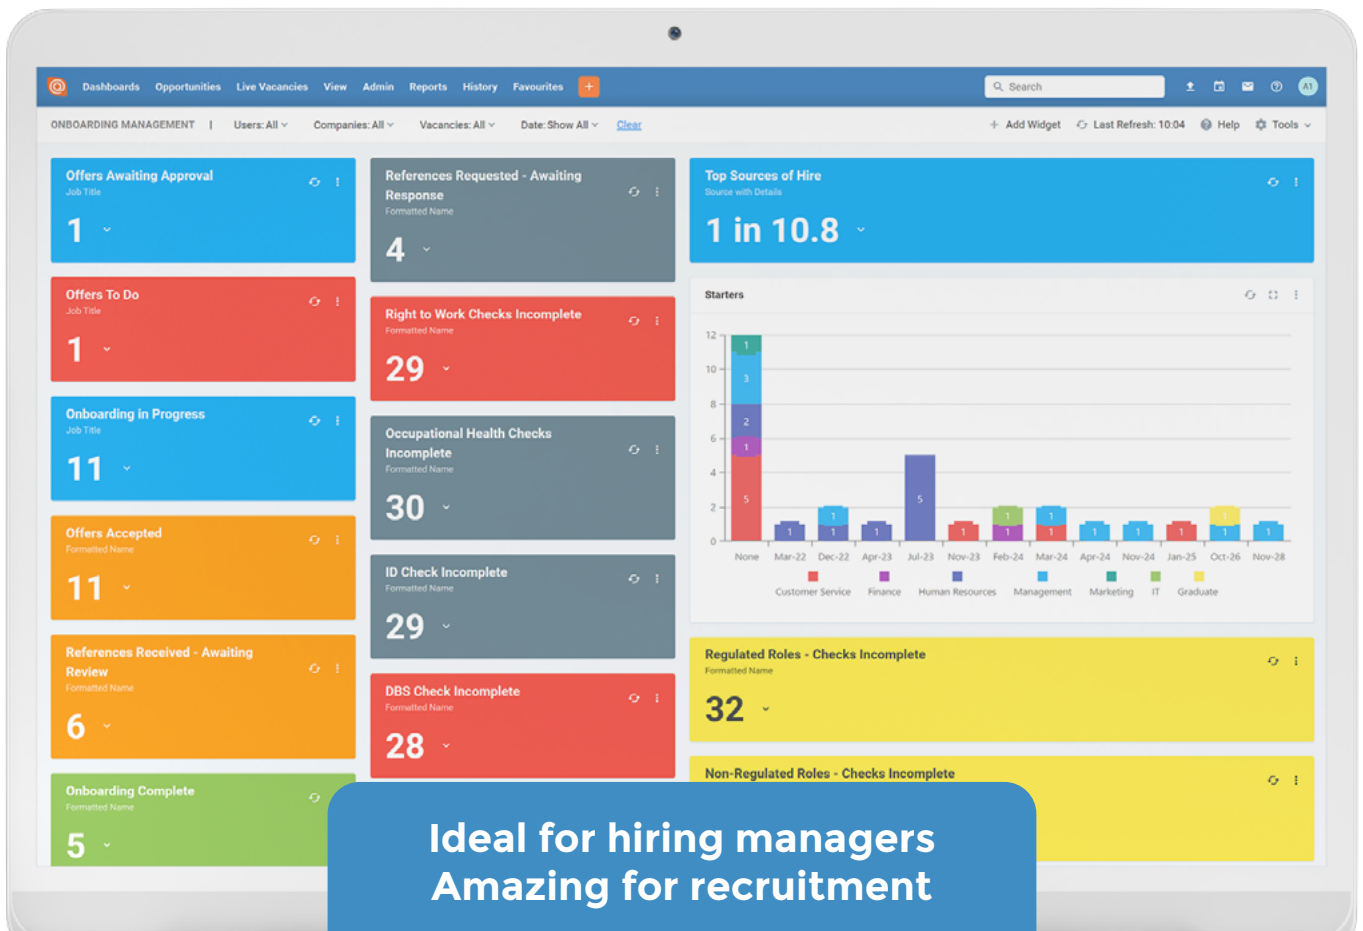 Dashboards Opportunities Live Vacancies View Admin Reports History Favourites + Search A1
ONBOARDING MANAGEMENT | Users: All Companies: All Vacancies: All Date: Show All Clear + Add Widget Last Refresh: 10:04 Help Tools
Offers Awaiting Approval
Job Title
1
Offers To Do
Job Title
1
Onboarding in Progress
Job Title
11
Offers Accepted
Formatted Name
11
References Received - Awaiting
Review
Formatted Name
6
Onboarding Complete
Formatted Name
5
References Requested - Awaiting
Response
Formatted Name
4
Right to Work Checks Incomplete
Formatted Name
29
Occupational Health Checks
Incomplete
Formatted Name
30
ID Check Incomplete
Formatted Name
29
DBS Check Incomplete
Formatted Name
28
Top Sources of Hire
Source with Details
1 in 10.8
Starters
12
10
8
6
4
2
0
1
3
2
1
5
1
1
1
1
5
1
1
1
1
1
1
1
1
1
1
1
None Mar-22 Dec-22 Apr-23 Jul-23 Nov-23 Feb-24 Mar-24 Apr-24 Nov-24 Jan-25 Oct-26 Nov-28
Customer Service Finance Human Resources Management Marketing IT Graduate
Regulated Roles - Checks Incomplete
Formatted Name
32
Non-Regulated Roles - Checks Incomplete
Ideal for hiring managers
Amazing for recruitment